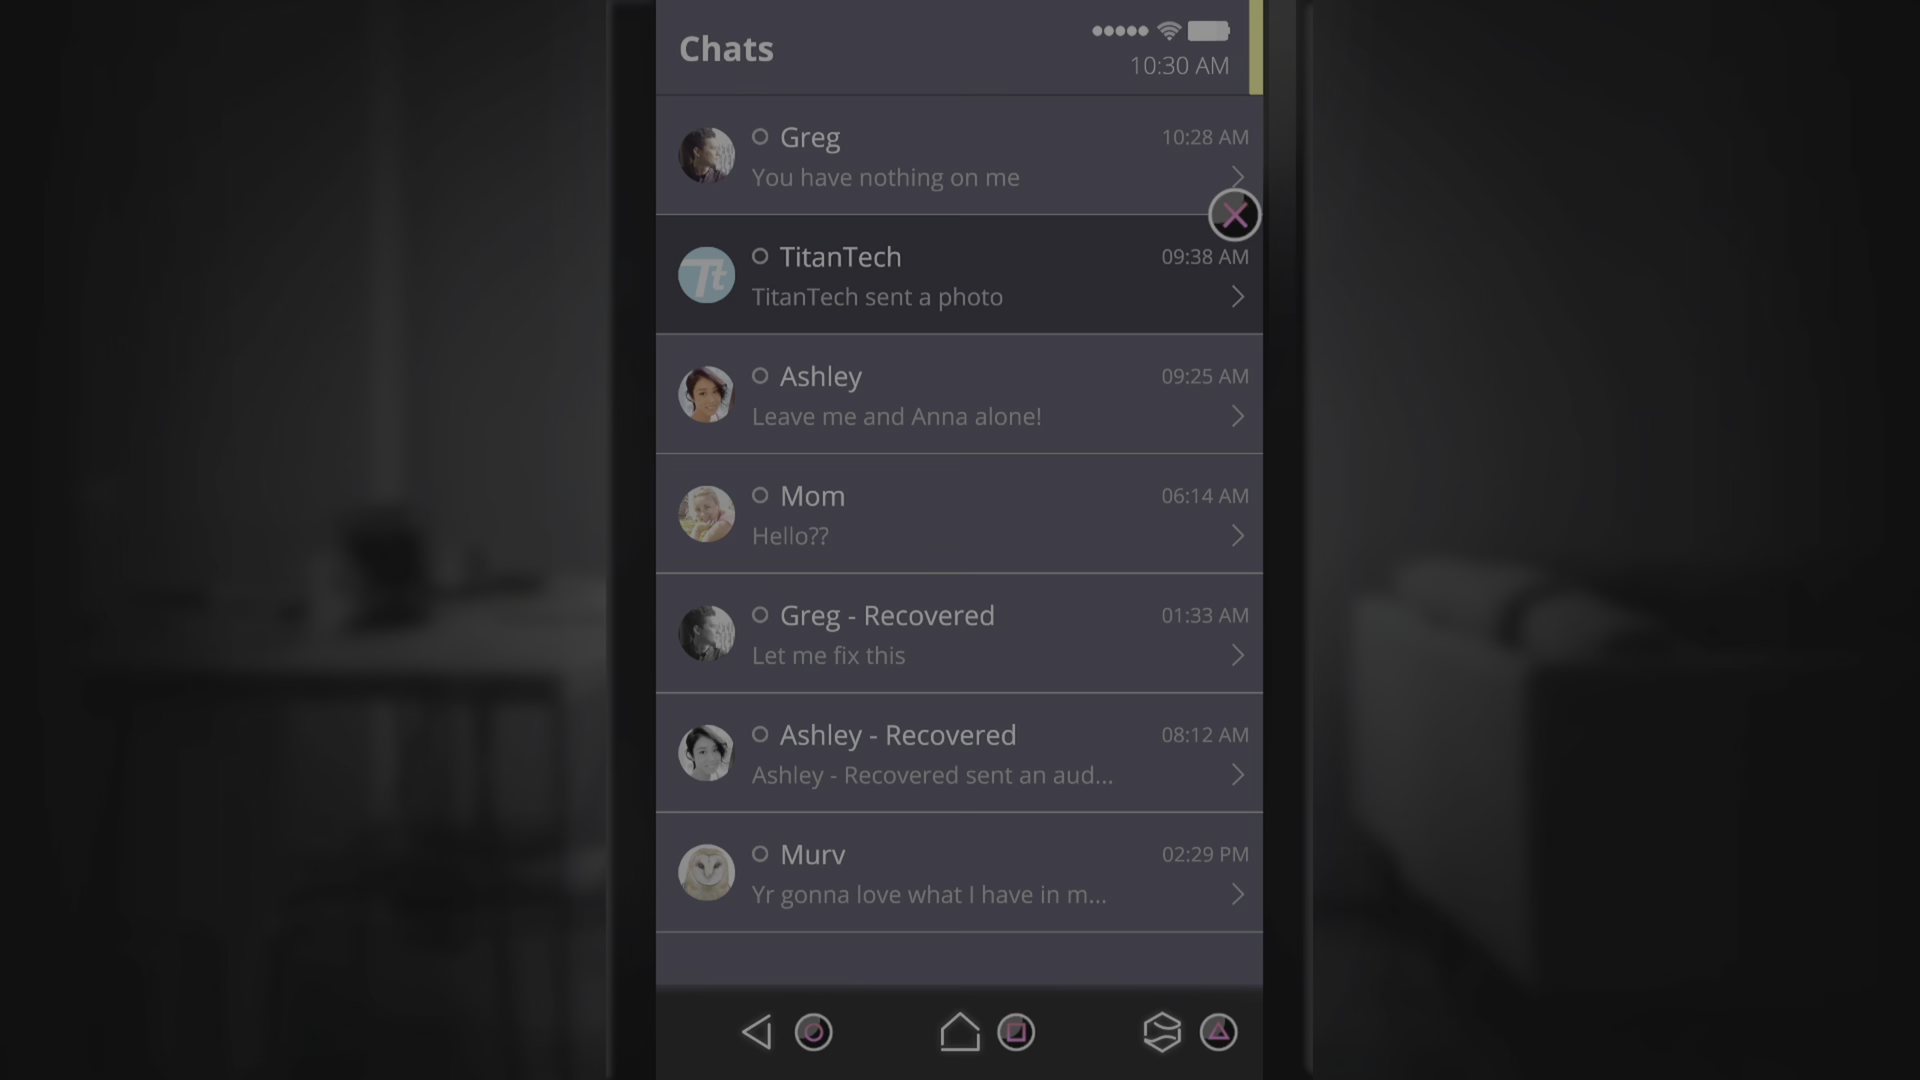 Chats
10:30 AM
Greg
10:28 AM
You have nothing on me
Tt
TitanTech
09:38 AM
TitanTech sent a photo
Ashley
09:25 AM
Leave me and Anna alone!
Mom
06:14 AM
Hello??
Greg - Recovered
01:33 AM
Let me fix this
Ashley - Recovered
08:12 AM
Ashley - Recovered sent an aud...
Murv
02:29 PM
Yr gonna love what I have in m...